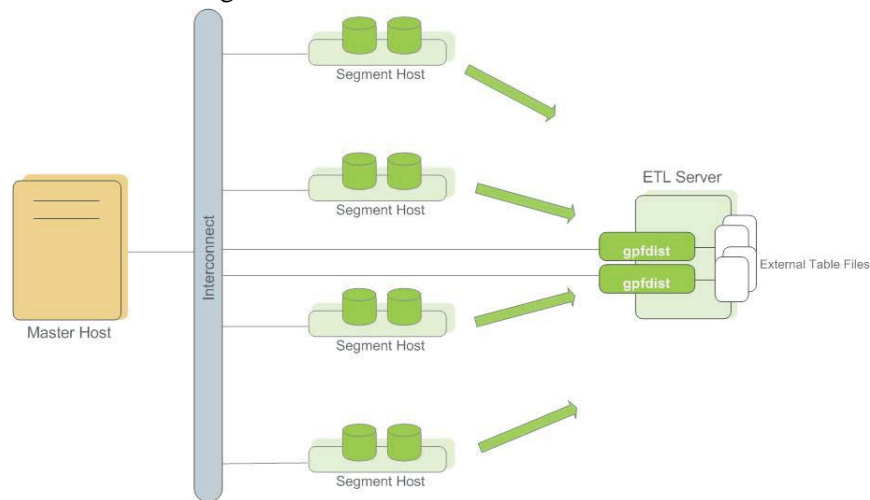 Segment Host
Segment Host
ETL Server
gpfdist
Interconnect
External Table Files
gpfdist
Master Host
Segment Host
Segment Host